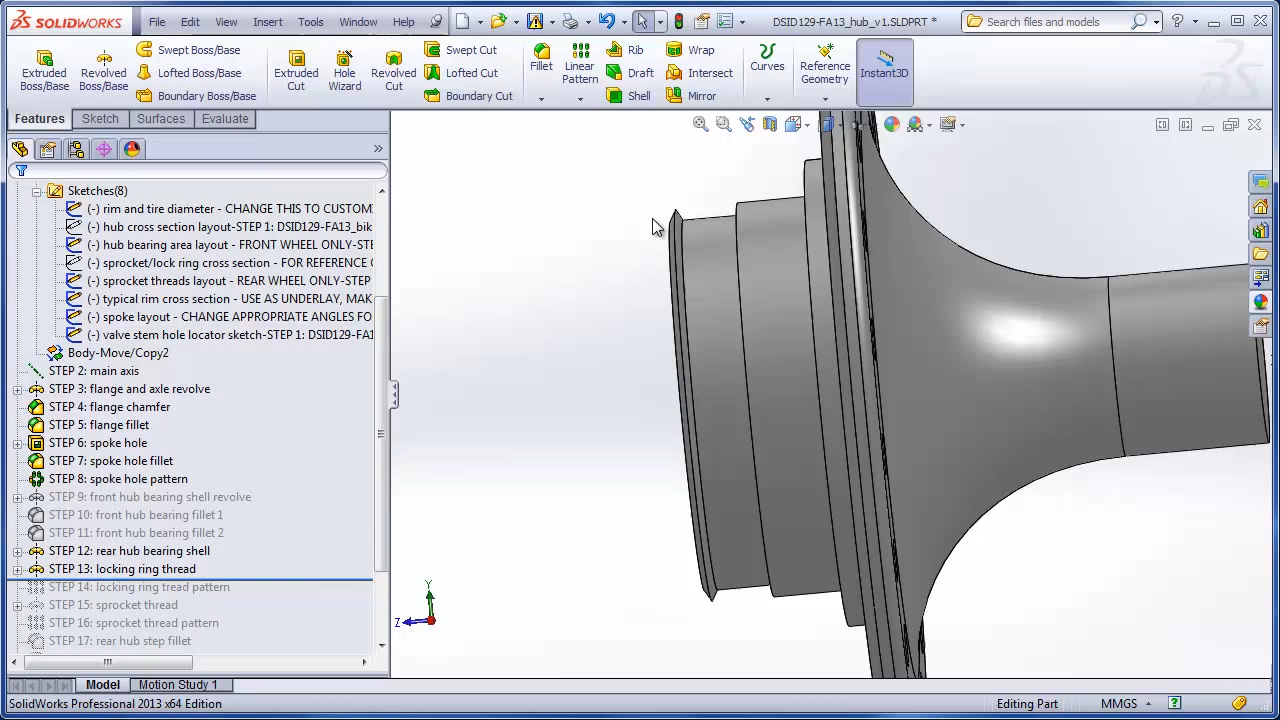 SOLIDWORKS File Edit View Insert Tools Window Help DSID129-FA13_hub_v1.SLDPRT * Search files and models
Extruded Boss/Base
Revolved Boss/Base
Swept Boss/Base
Lofted Boss/Base
Boundary Boss/Base
Extruded Cut
Hole Wizard
Revolved Cut
Swept Cut
Lofted Cut
Boundary Cut
Fillet
Linear Pattern
Rib
Draft
Shell
Wrap
Intersect
Mirror
Curves
Reference Geometry
Instant3D
Features Sketch Surfaces Evaluate
Sketches(8)
(-) rim and tire diameter - CHANGE THIS TO CUSTOM
(-) hub cross section layout-STEP 1: DSID129-FA13_bik
(-) hub bearing area layout - FRONT WHEEL ONLY-STE
(-) sprocket/lock ring cross section - FOR REFERENCE
(-) sprocket threads layout - REAR WHEEL ONLY-STEP
(-) typical rim cross section - USE AS UNDERLAY, MAK
(-) spoke layout - CHANGE APPROPRIATE ANGLES FO
(-) valve stem hole locator sketch-STEP 1: DSID129-FA1
Body-Move/Copy2
STEP 2: main axis
STEP 3: flange and axle revolve
STEP 4: flange chamfer
STEP 5: flange fillet
STEP 6: spoke hole
STEP 7: spoke hole fillet
STEP 8: spoke hole pattern
STEP 9: front hub bearing shell revolve
STEP 10: front hub bearing fillet 1
STEP 11: front hub bearing fillet 2
STEP 12: rear hub bearing shell
STEP 13: locking ring thread
STEP 14: locking ring tread pattern
STEP 15: sprocket thread
STEP 16: sprocket thread pattern
STEP 17: rear hub step fillet
Y
Z
Model Motion Study 1
SolidWorks Professional 2013 x64 Edition Editing Part MMGS